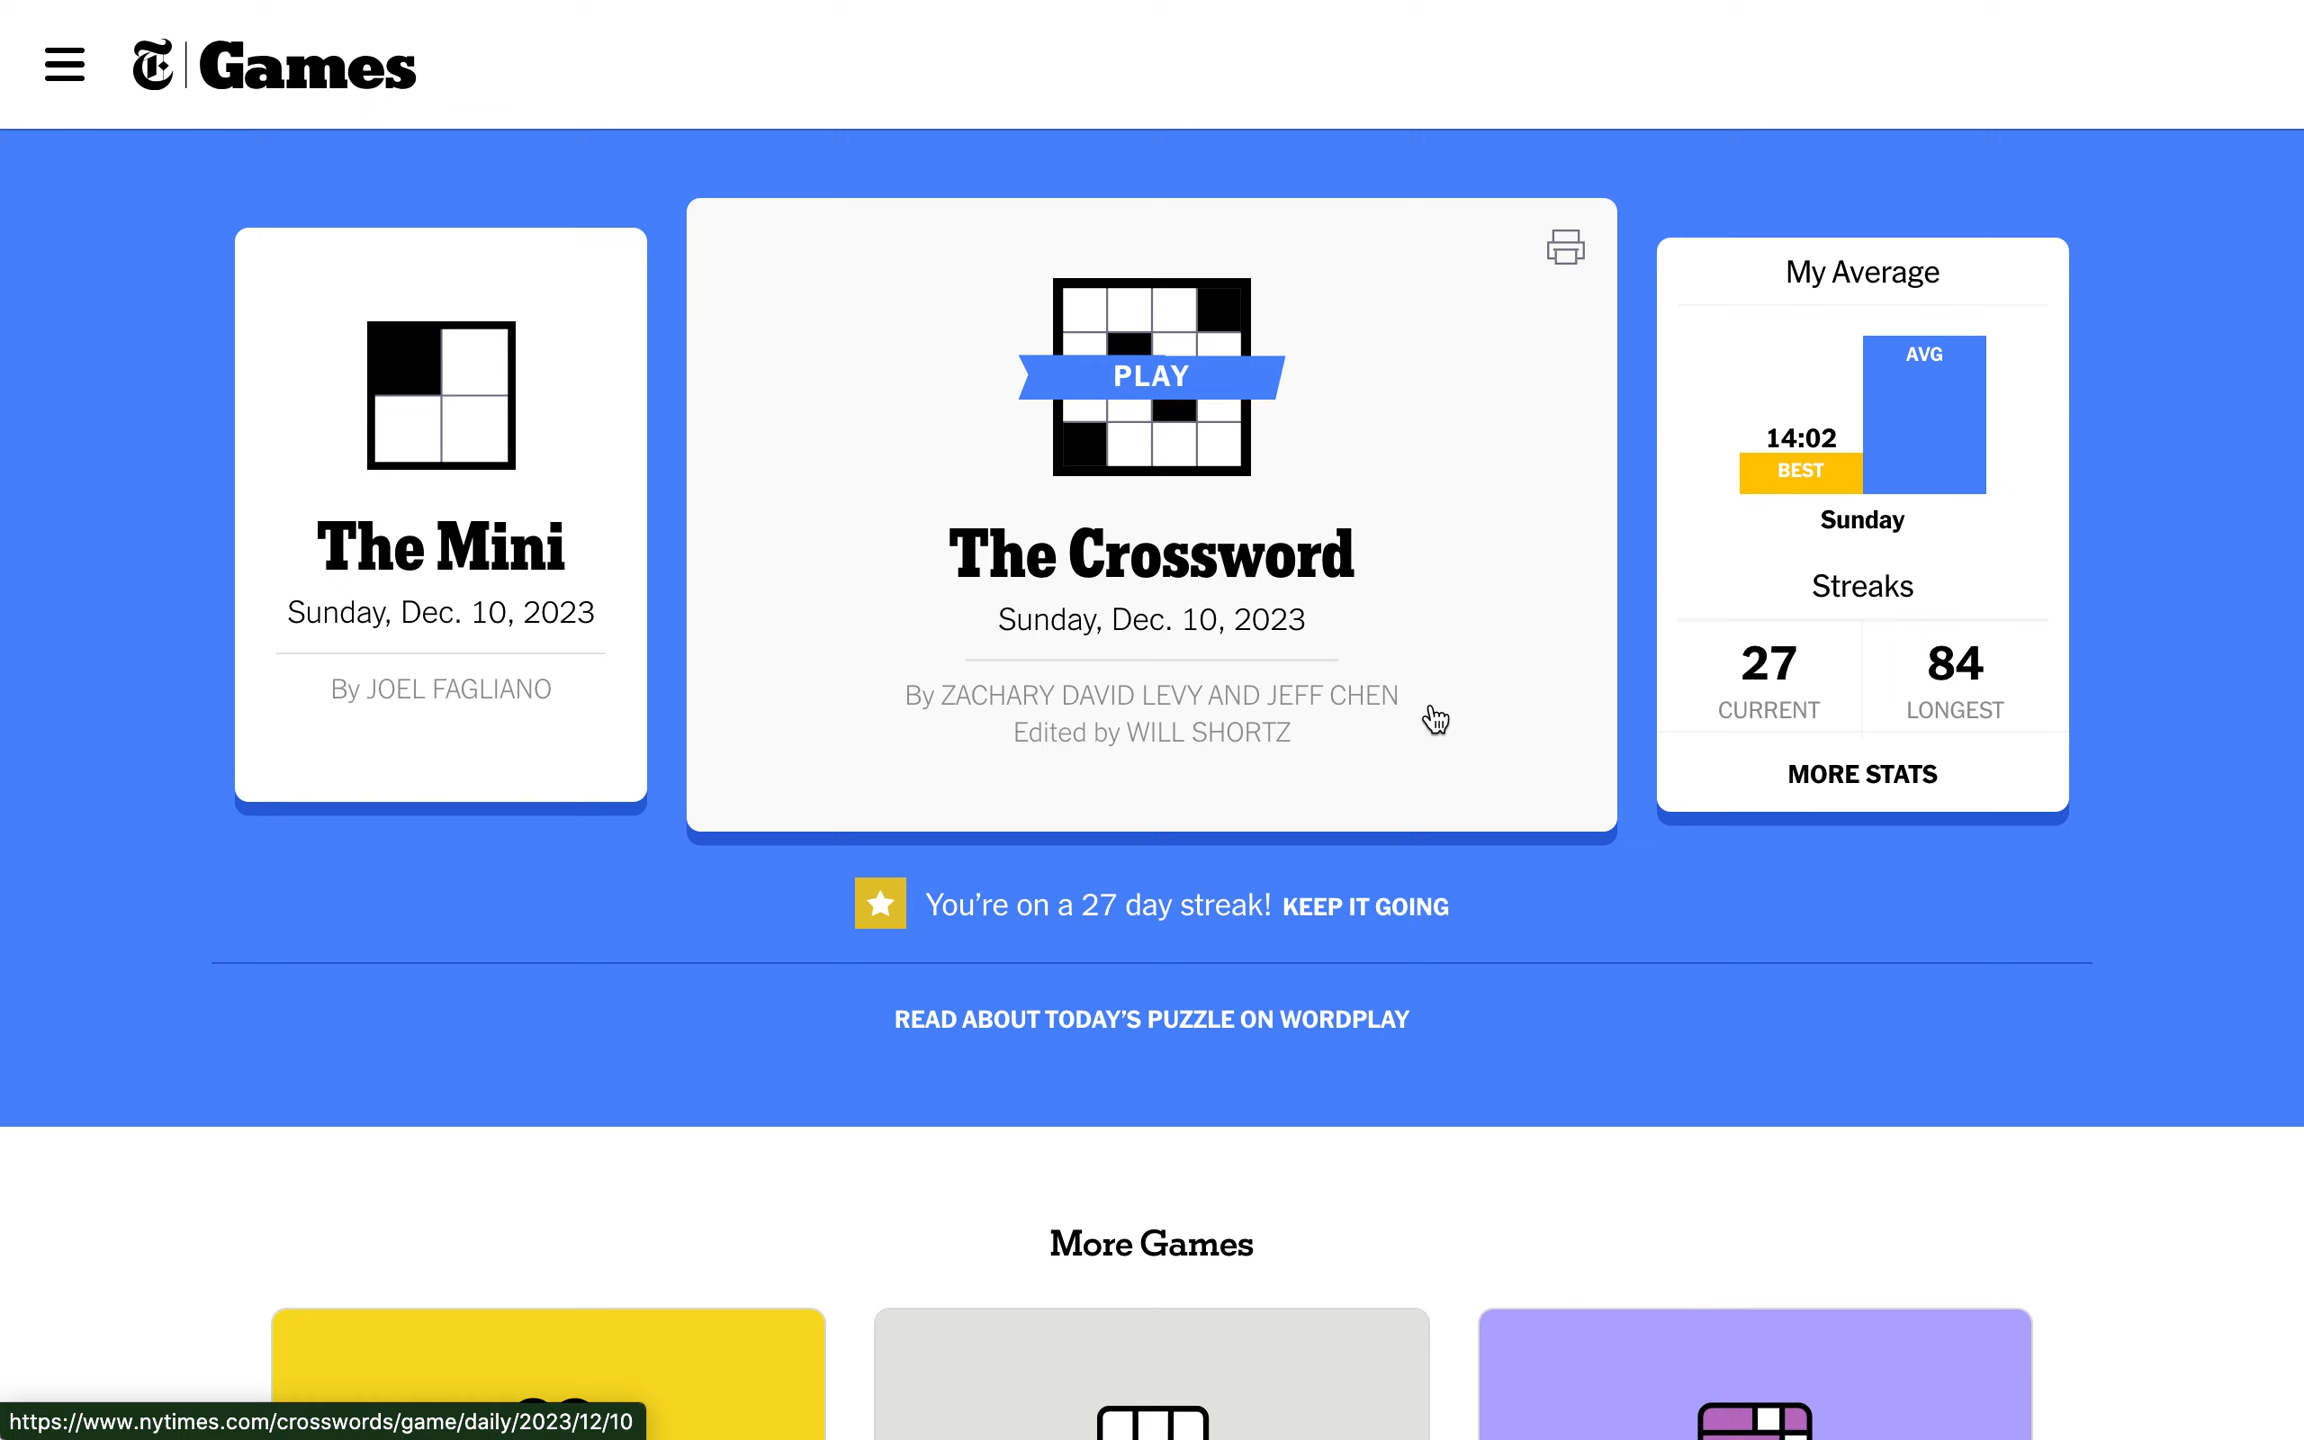 T Games
The Mini
Sunday, Dec. 10, 2023
By JOEL FAGLIANO
PLAY
The Crossword
Sunday, Dec. 10, 2023
By ZACHARY DAVID LEVY AND JEFF CHEN
Edited by WILL SHORTZ
My Average
AVG
14:02
BEST
Sunday
Streaks
27 84
CURRENT LONGEST
MORE STATS
You’re on a 27 day streak! KEEP IT GOING
READ ABOUT TODAY’S PUZZLE ON WORDPLAY
More Games
https://www.nytimes.com/crosswords/game/daily/2023/12/10